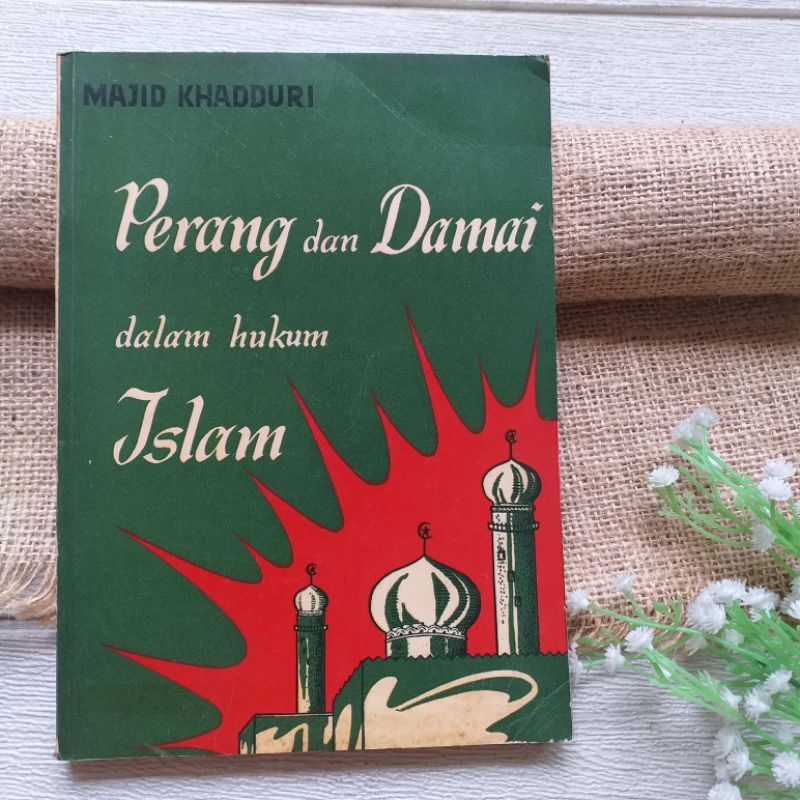 MAJID KHADDURI
Perang dan Damai
dalam hukum
Islam